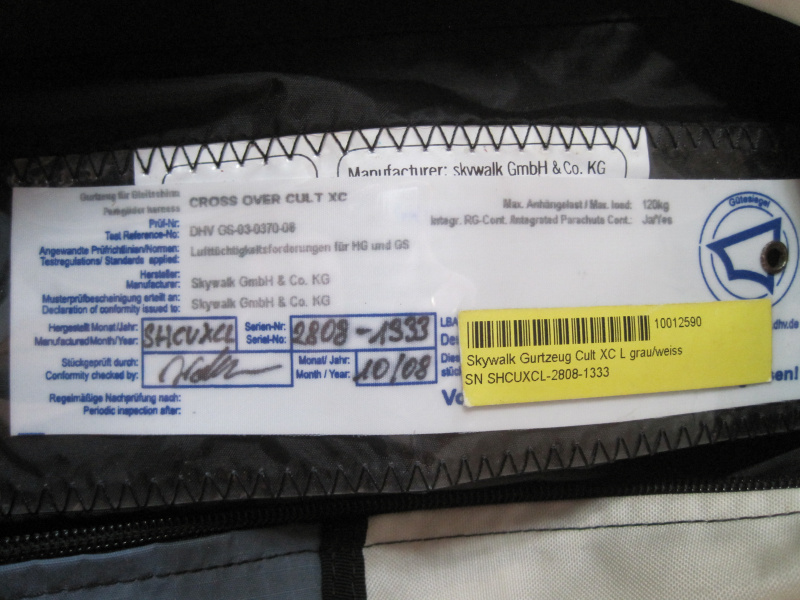 Manufacturer: skywalk GmbH & Co. KG
Gurtzeug für Gleitschirm
Paraglider harness
CROSS OVER CULT XC
Max. Anhängelast / Max. load: 120kg
Integr. RG-Cont. /Integrated Parachute Cont.: Ja/Yes
Gütesiegel
Prüf-Nr:
Test Reference-No:
DHV GS-03-0370-08
Angewandte Prüfrichtlinien/Normen:
Testregulations/ Standards applied:
Lufttüchtigkeitsforderungen für HG und GS
Hersteller:
Manufacturer:
Skywalk GmbH & Co. KG
Musterprüfbescheinigung erteilt an:
Declaration of conformity issued to:
Skywalk GmbH & Co. KG
Hergestellt Monat/Jahr:
Manufactured Month/Year:
SHCUXCL
Serien-Nr:
Serial-No:
2808-1333
LBA
dhv.de
Stückgeprüft durch:
Conformity checked by:
Monat/ Jahr:
Month / Year:
10/08
Regelmäßige Nachprüfung nach:
Periodic inspection after:
10012590
Skywalk Gurtzeug Cult XC L grau/weiss
SN SHCUXCL-2808-1333